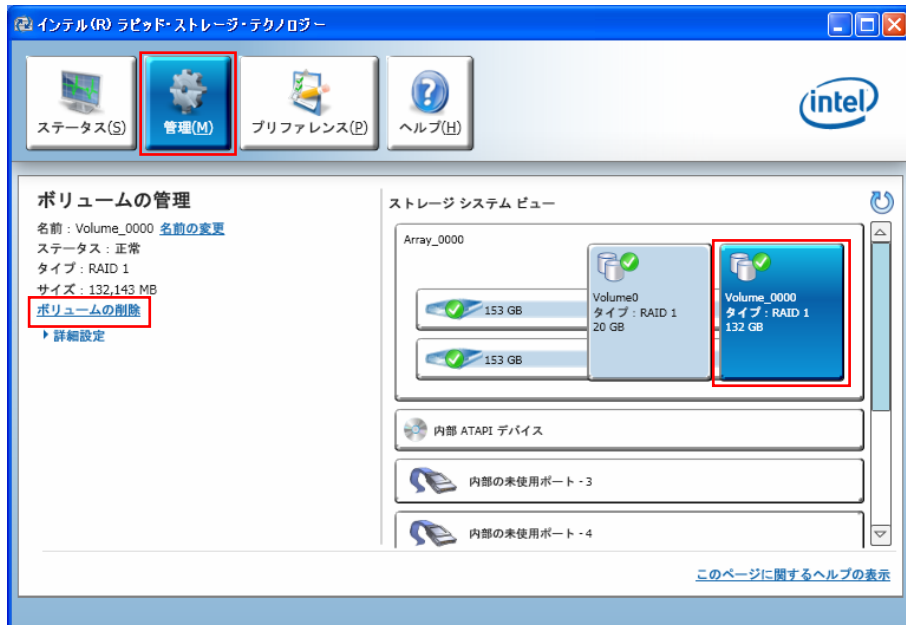 インテル(R) ラピッド・ストレージ・テクノロジー
ステータス(S)
管理(M)
プリファレンス(P)
ヘルプ(H)
intel
ボリュームの管理
名前 : Volume_0000 名前の変更
ステータス : 正常
タイプ : RAID 1
サイズ : 132,143 MB
ボリュームの削除
詳細設定
ストレージ システム ビュー
Array_0000
153 GB
153 GB
Volume0
タイプ : RAID 1
20 GB
Volume_0000
タイプ : RAID 1
132 GB
内部 ATAPI デバイス
内部の未使用ポート - 3
内部の未使用ポート - 4
このページに関するヘルプの表示